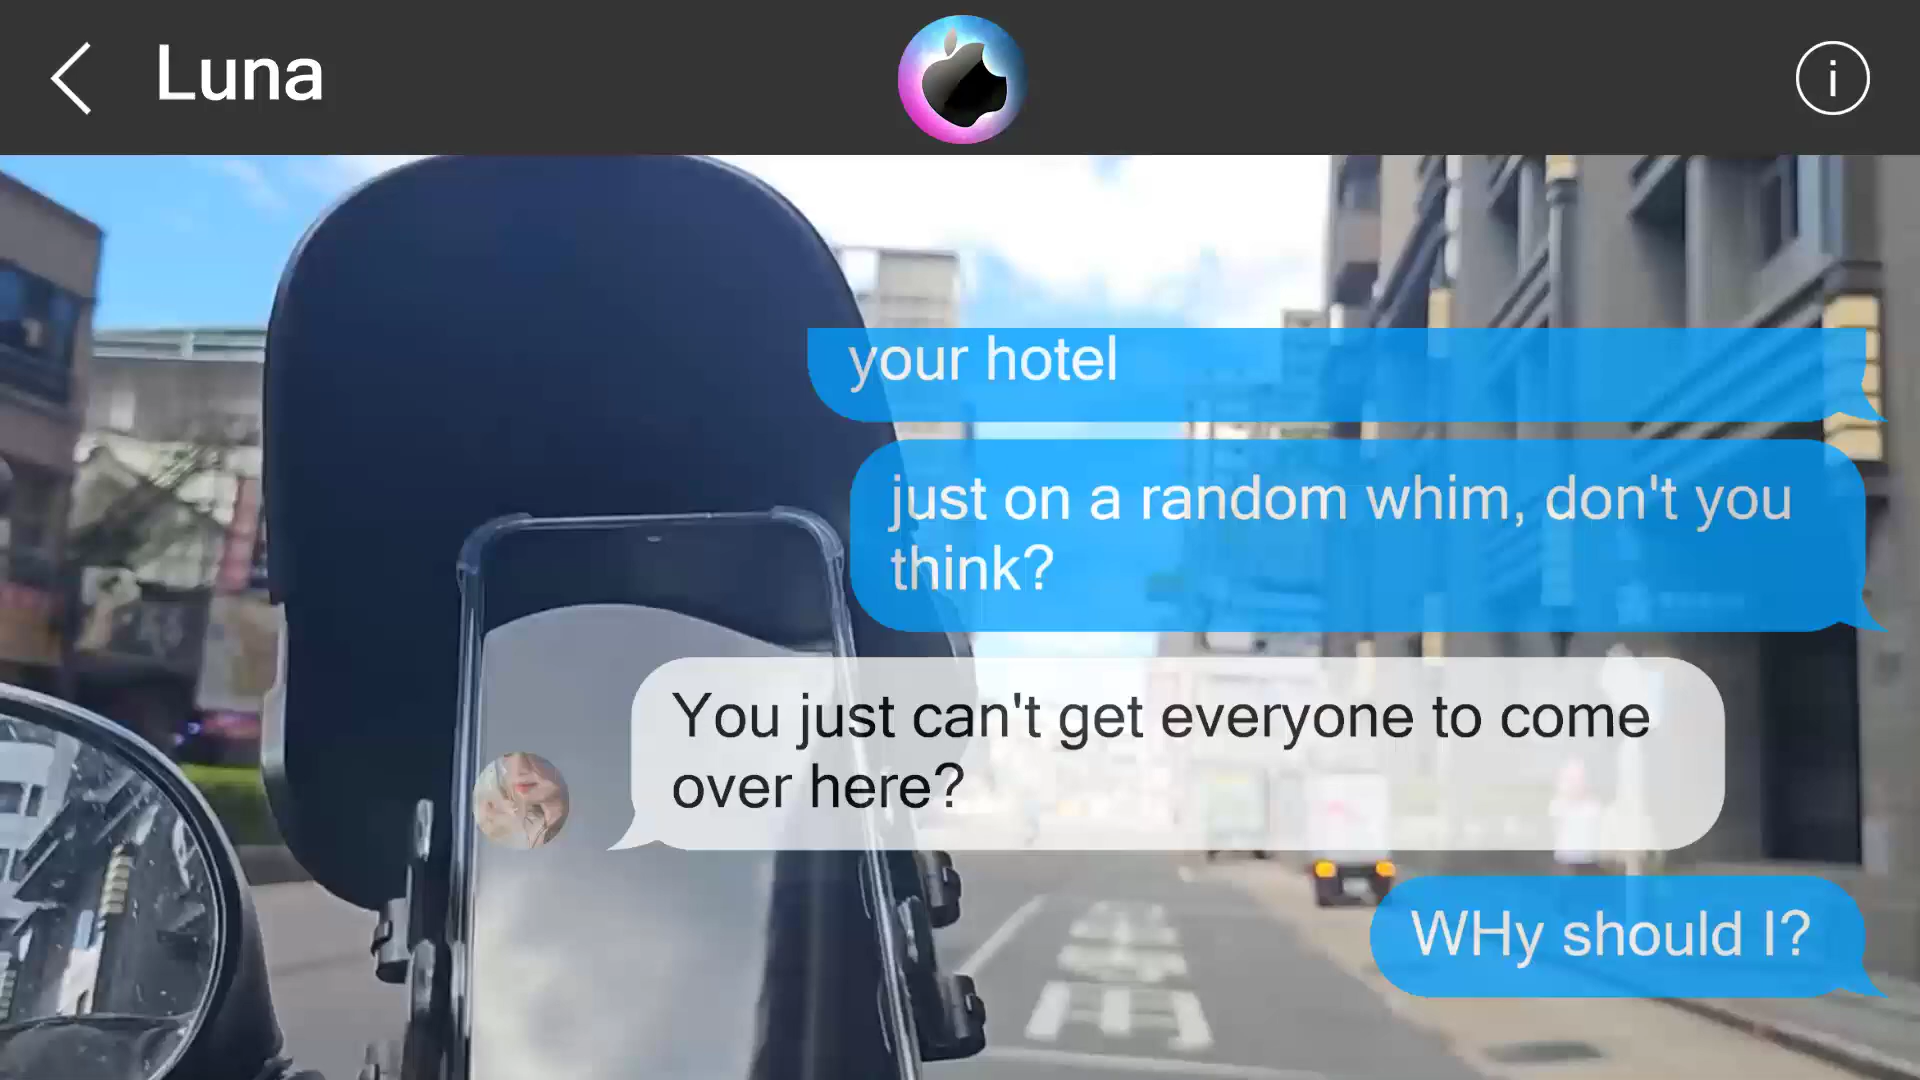 Luna
your hotel
just on a random whim, don't you
think?
You just can't get everyone to come
over here?
WHy should I?